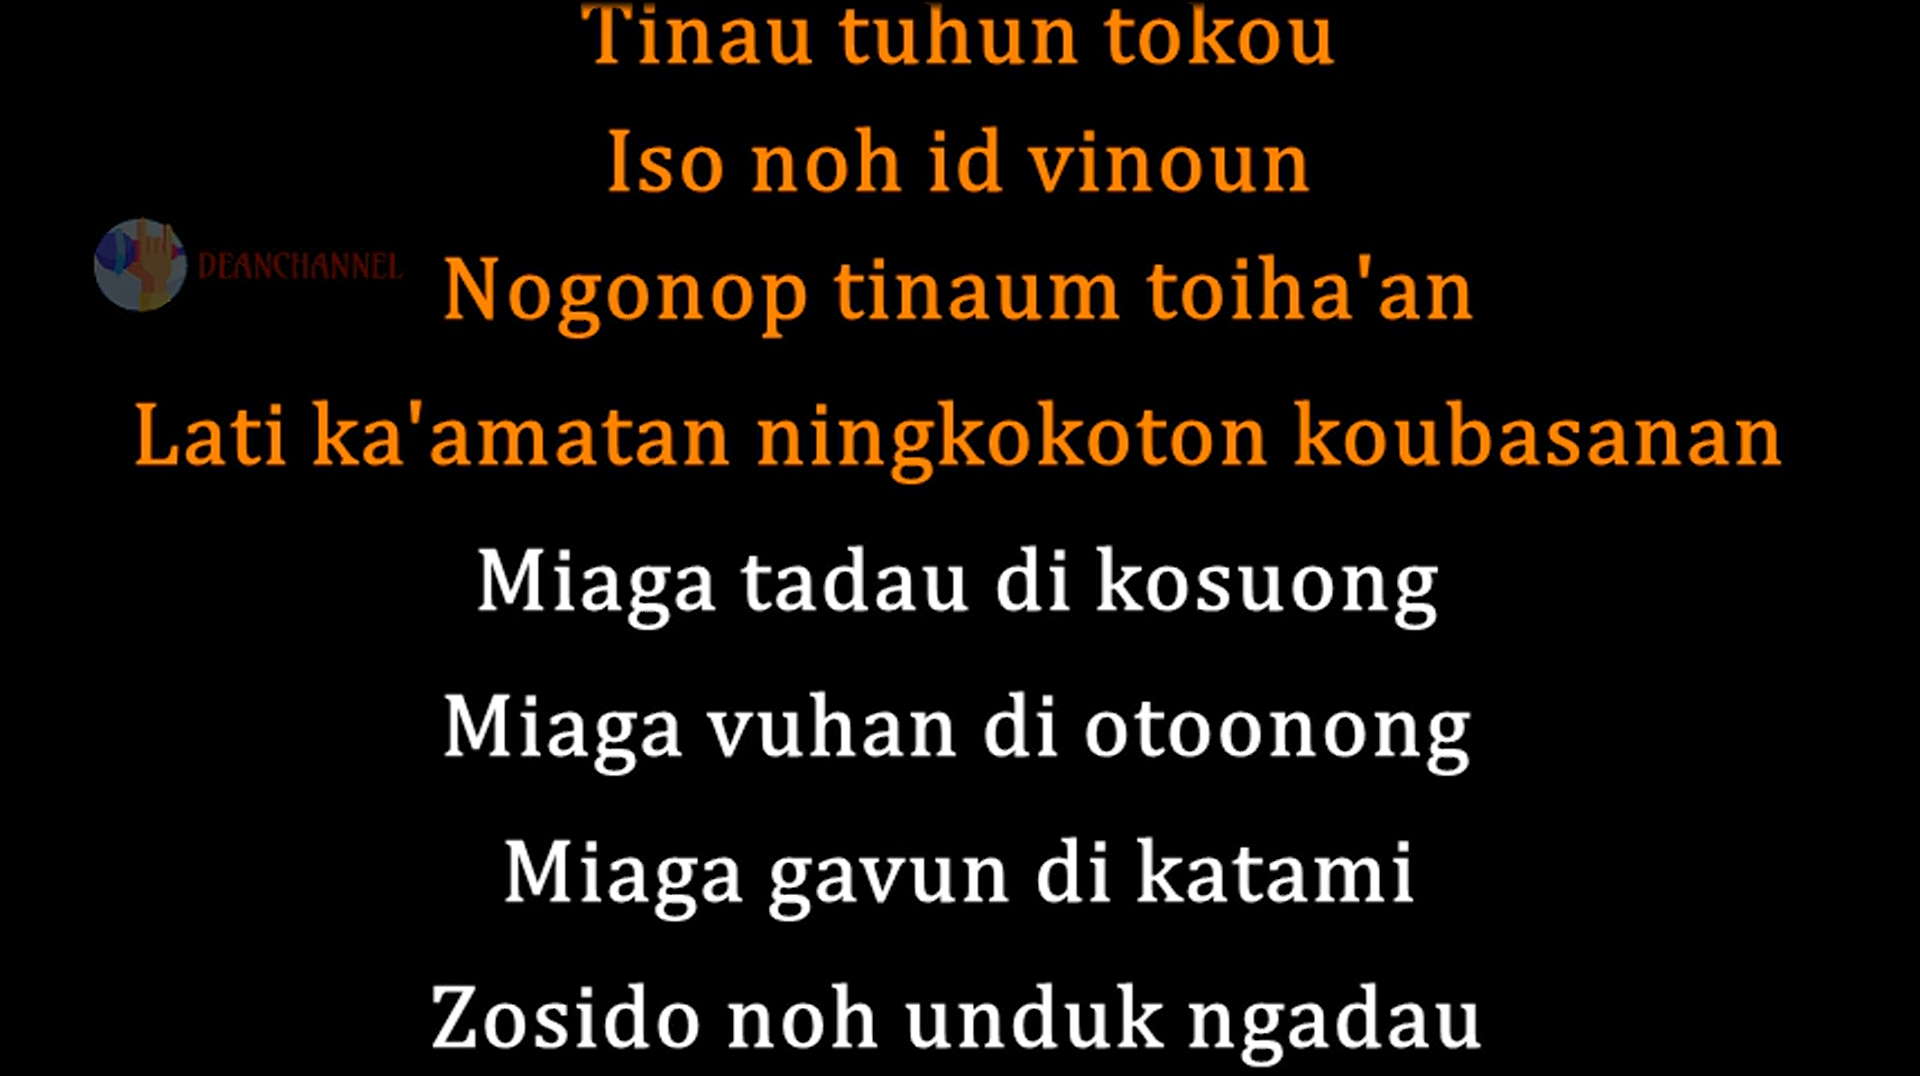 Tinau tuhun tokou
Iso noh id vinoun
DEANCHANNEL
Nogonop tinaum toiha'an
Lati ka'amatan ningkokoton koubasanan
Miaga tadau di kosuong
Miaga vuhan di otoonong
Miaga gavun di katami
Zosido noh unduk ngadau